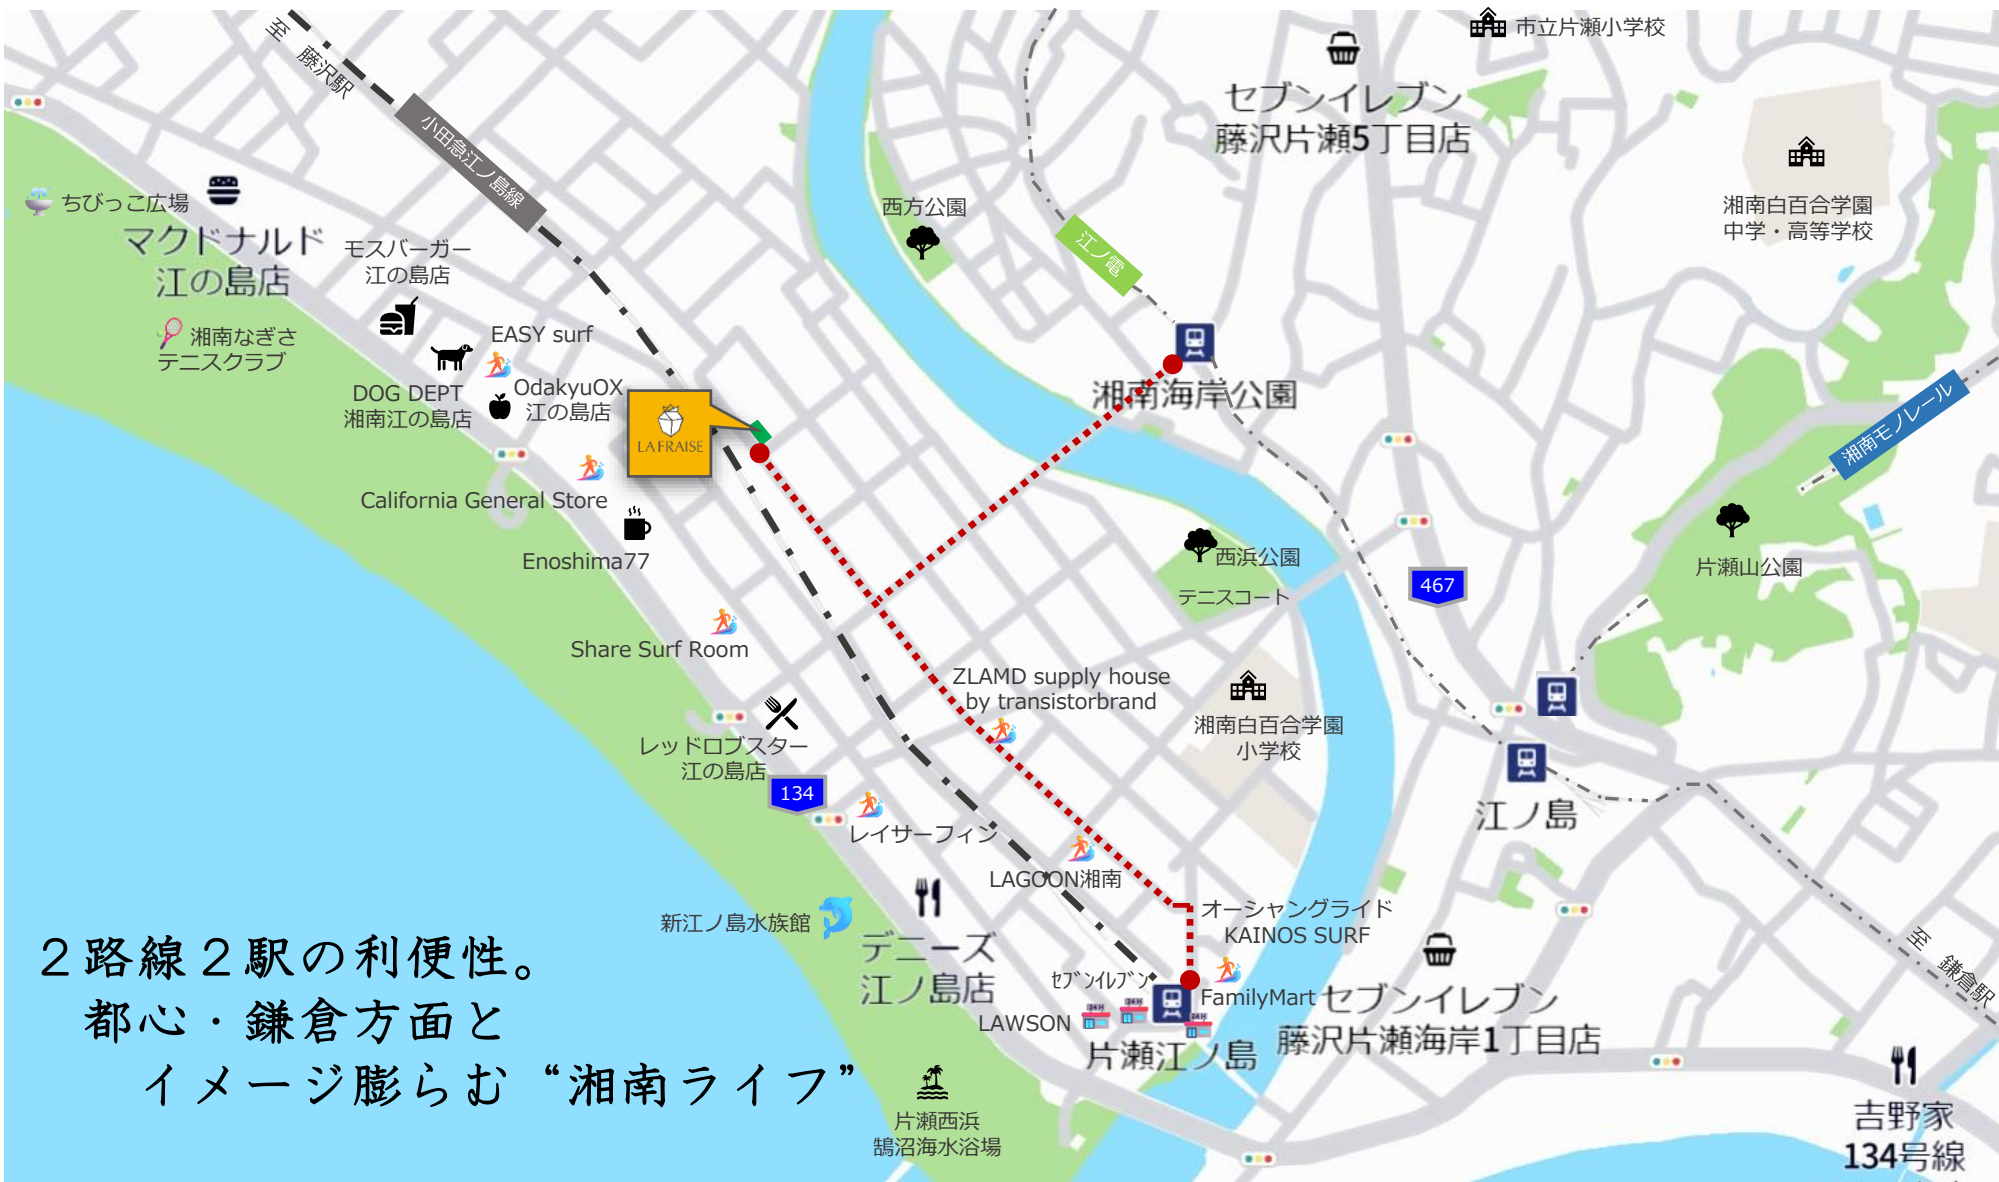 市立片瀬小学校
至 藤沢駅
小田急江ノ島線
セブンイレブン
藤沢片瀬5丁目店
ちびっこ広場
マクドナルド
江の島店
モスバーガー
江の島店
西方公園
江ノ電
湘南白百合学園
中学・高等学校
湘南なぎさ
テニスクラブ
EASY surf
DOG DEPT
湘南江の島店
OdakyuOX
江の島店
LA FRAISE
湘南海岸公園
湘南モノレール
California General Store
Enoshima77
西浜公園
テニスコート
467
片瀬山公園
Share Surf Room
ZLAMD supply house
by transistorbrand
湘南白百合学園
小学校
レッドロブスター
江の島店
134
レイサーフィン
江ノ島
LAGOON湘南
新江ノ島水族館
デニーズ
江ノ島店
オーシャングライド
KAINOS SURF
セブンイレブン
LAWSON
24H
24H
24H
FamilyMart
片瀬江ノ島
セブンイレブン
藤沢片瀬海岸1丁目店
至 鎌倉駅
片瀬西浜
鵠沼海水浴場
吉野家
134号線
２路線２駅の利便性。
都心・鎌倉方面と
イメージ膨らむ“湘南ライフ”